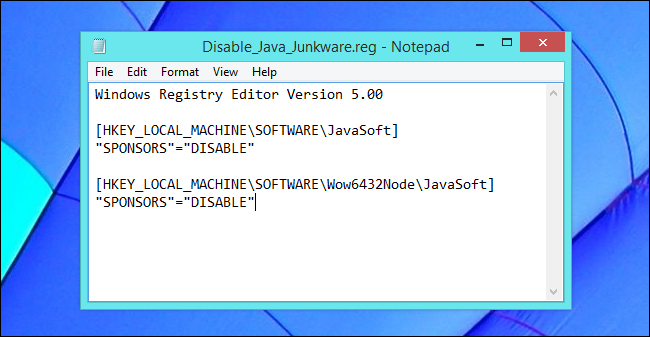 Disable_Java_Junkware.reg - Notepad
File Edit Format View Help
Windows Registry Editor Version 5.00
[HKEY_LOCAL_MACHINE\SOFTWARE\JavaSoft]
"SPONSORS"="DISABLE"
[HKEY_LOCAL_MACHINE\SOFTWARE\Wow6432Node\JavaSoft]
"SPONSORS"="DISABLE"